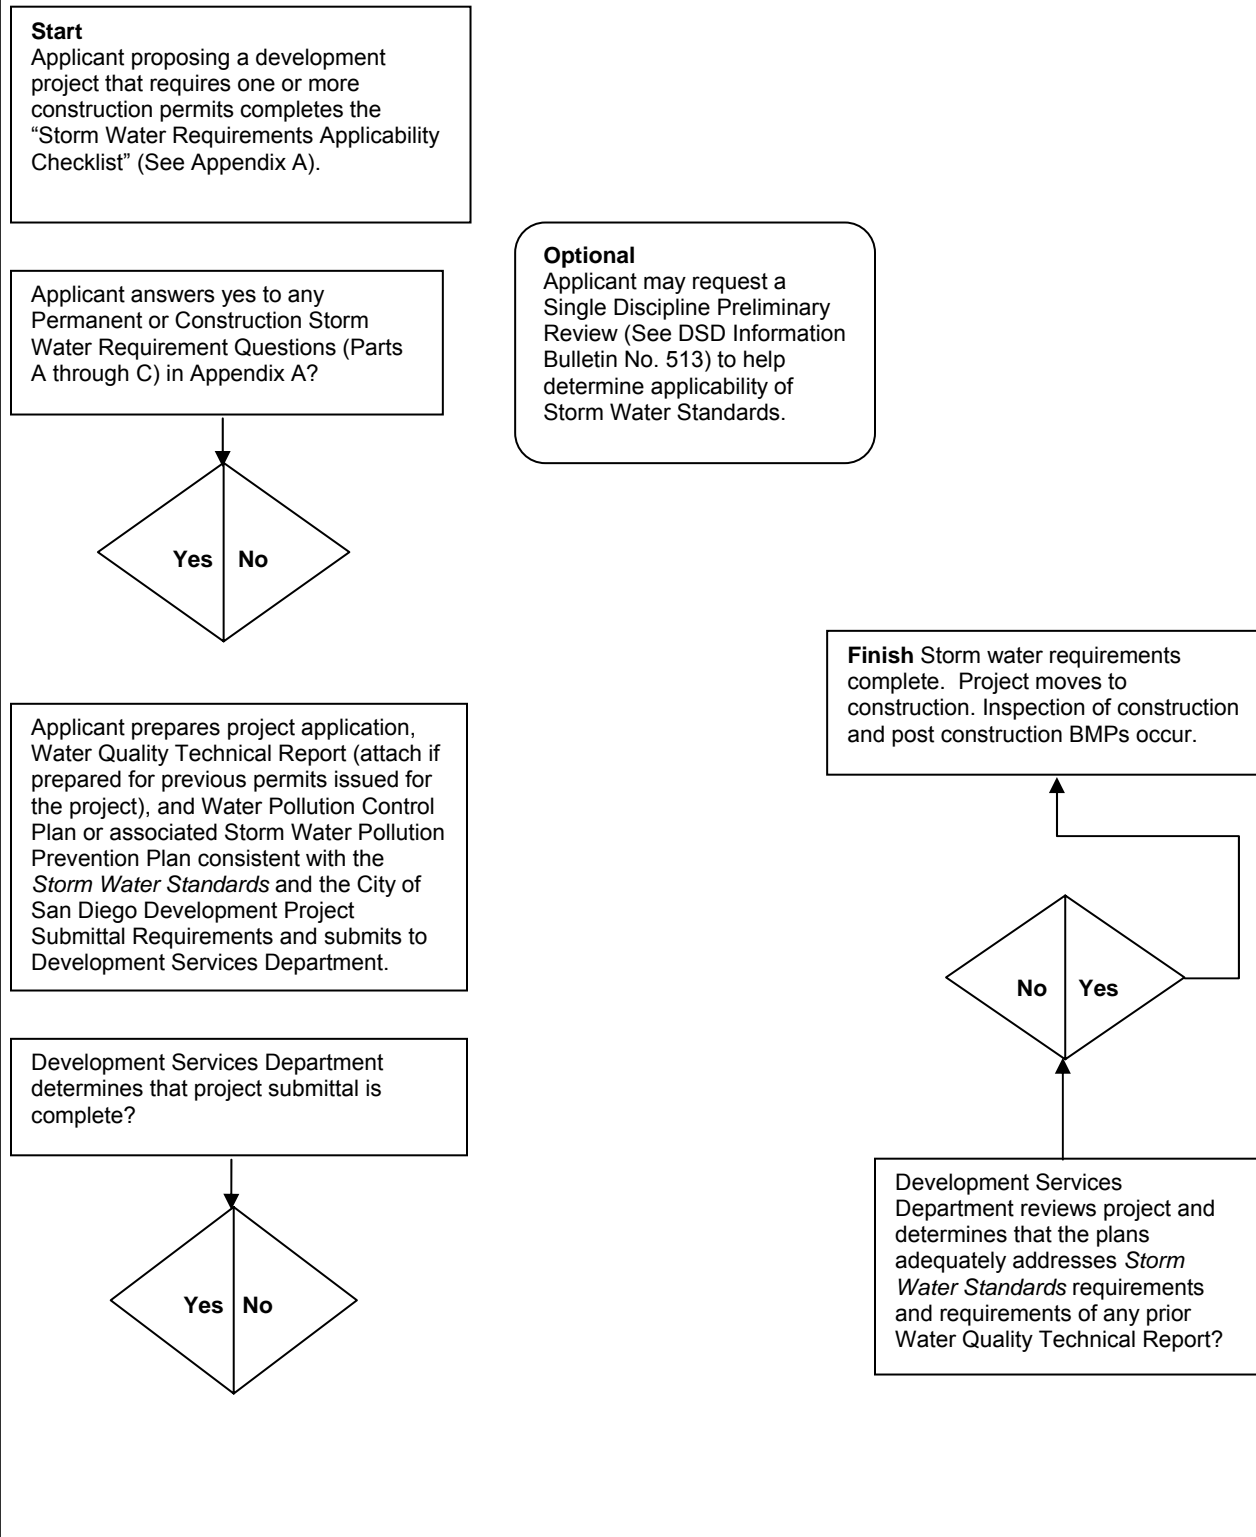 Start
Applicant proposing a development
project that requires one or more
construction permits completes the
“Storm Water Requirements Applicability
Checklist” (See Appendix A).
Optional
Applicant may request a
Single Discipline Preliminary
Review (See DSD Information
Bulletin No. 513) to help
determine applicability of
Storm Water Standards.
Applicant answers yes to any
Permanent or Construction Storm
Water Requirement Questions (Parts
A through C) in Appendix A?
Yes No
Applicant prepares project application,
Water Quality Technical Report (attach if
prepared for previous permits issued for
the project), and Water Pollution Control
Plan or associated Storm Water Pollution
Prevention Plan consistent with the
Storm Water Standards and the City of
San Diego Development Project
Submittal Requirements and submits to
Development Services Department.
Development Services Department
determines that project submittal is
complete?
Yes No
Finish Storm water requirements
complete. Project moves to
construction. Inspection of construction
and post construction BMPs occur.
No Yes
Development Services
Department reviews project and
determines that the plans
adequately addresses Storm
Water Standards requirements
and requirements of any prior
Water Quality Technical Report?